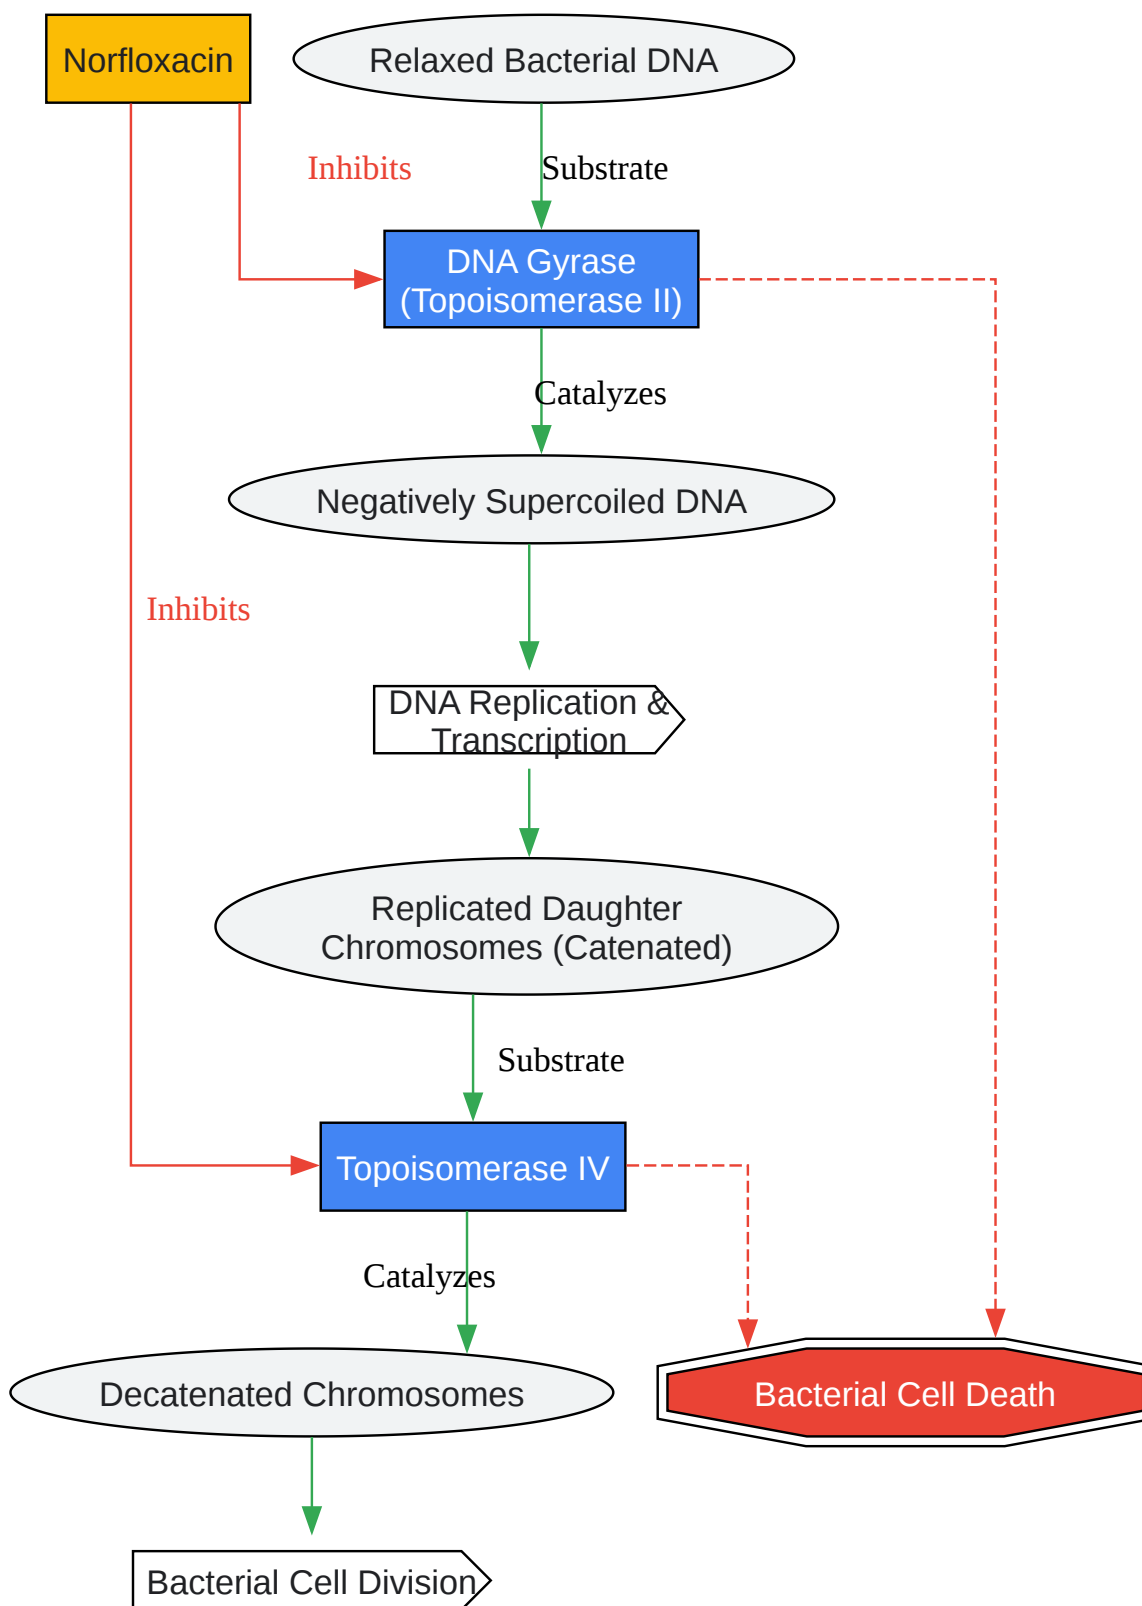 Norfloxacin
Relaxed Bacterial DNA
Inhibits
Substrate
DNA Gyrase
(Topoisomerase II)
Catalyzes
Negatively Supercoiled DNA
Inhibits
DNA Replication &
Transcription
Replicated Daughter
Chromosomes (Catenated)
Substrate
Topoisomerase IV
Catalyzes
Decatenated Chromosomes
Bacterial Cell Death
Bacterial Cell Division